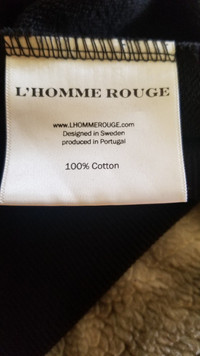 L'HOMME ROUGE
www.LHOMMEROUGE.com
Designed in Sweden
produced in Portugal
100% Cotton